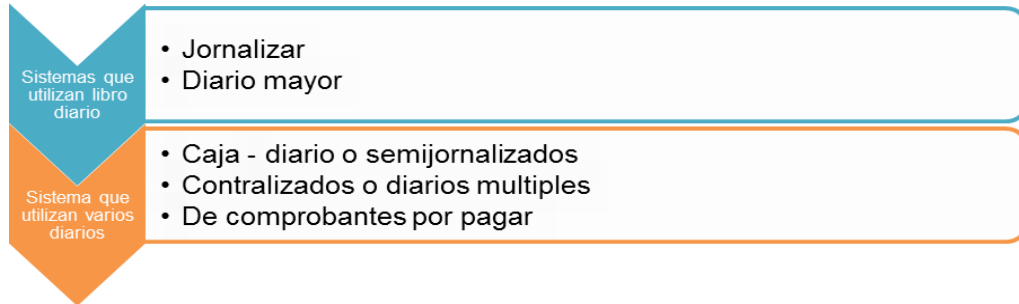 Sistemas que
utilizan libro
diario
• Jornalizar
• Diario mayor
Sistema que
utilizan varios
diarios
• Caja - diario o semijornalizados
• Contralizados o diarios multiples
• De comprobantes por pagar